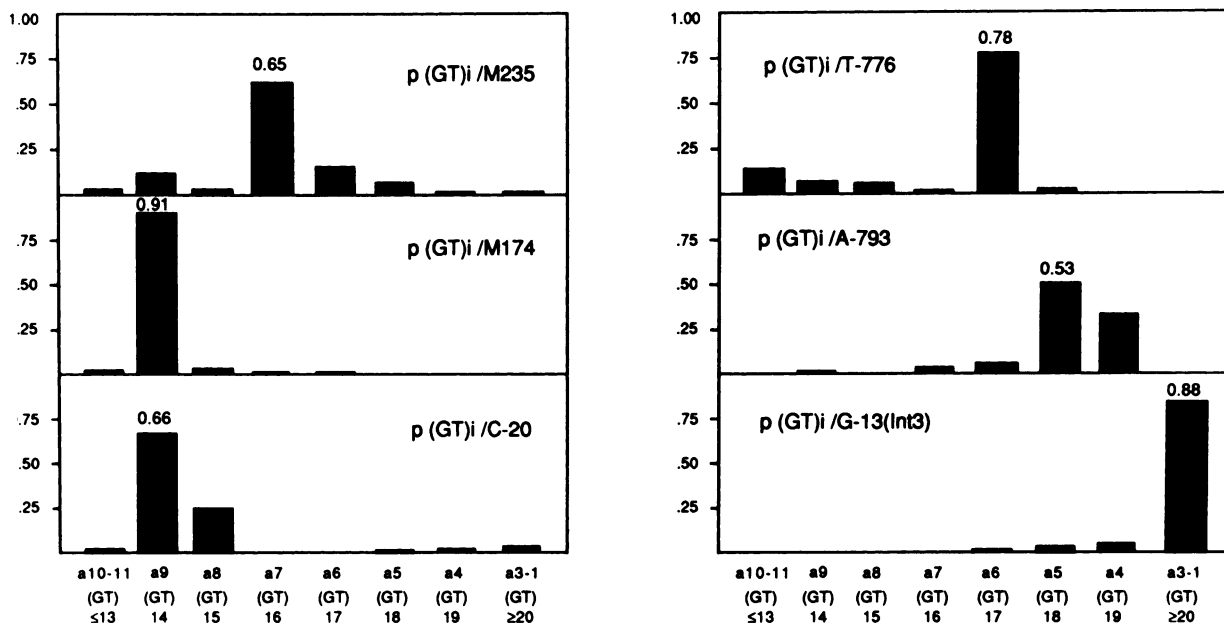 1.00
.75
.50
.25
0.65
p (GT)i /M235
.75
.50
.25
0.91
p (GT)i /M174
.75
.50
.25
0.66
p (GT)i /C-20
a10-11 a9 a8 a7 a6 a5 a4 a3-1
(GT) (GT) (GT) (GT) (GT) (GT) (GT) (GT)
≤13 14 15 16 17 18 19 ≥20
1.00
.75
.50
.25
0.78
p (GT)i /T-776
.75
.50
.25
0.53
p (GT)i /A-793
.75
.50
.25
0.88
p (GT)i /G-13(Int3)
a10-11 a9 a8 a7 a6 a5 a4 a3-1
(GT) (GT) (GT) (GT) (GT) (GT) (GT) (GT)
≤13 14 15 16 17 18 19 ≥20